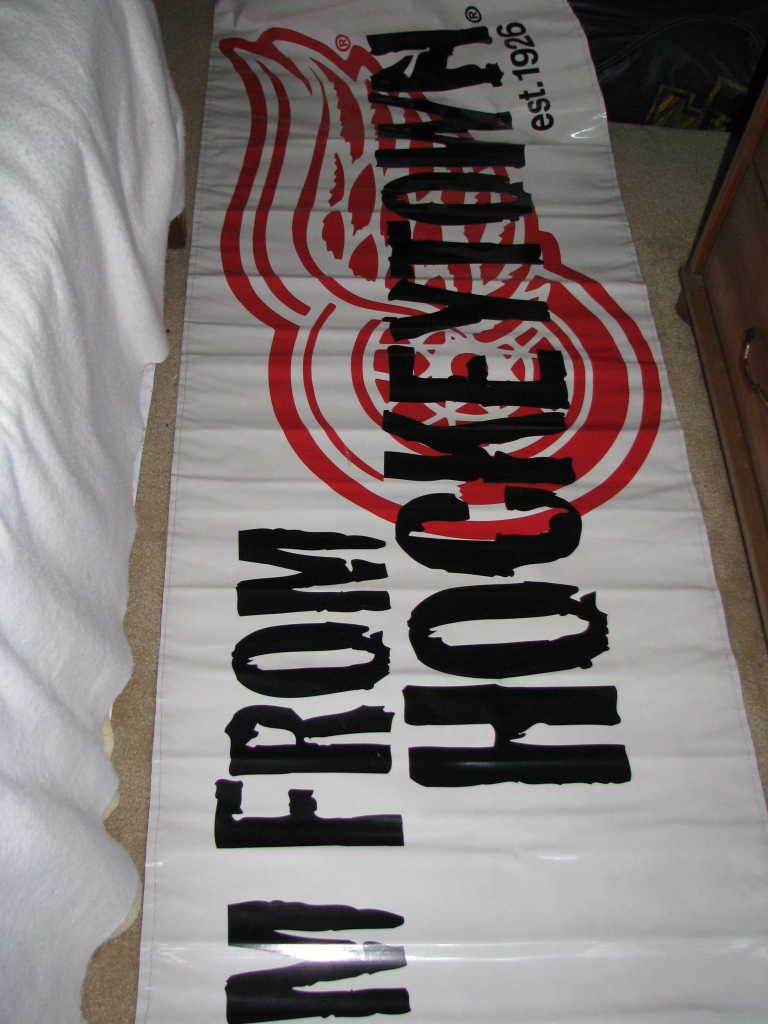 M FROM
HOCKEYTOWN®
est.1926
®